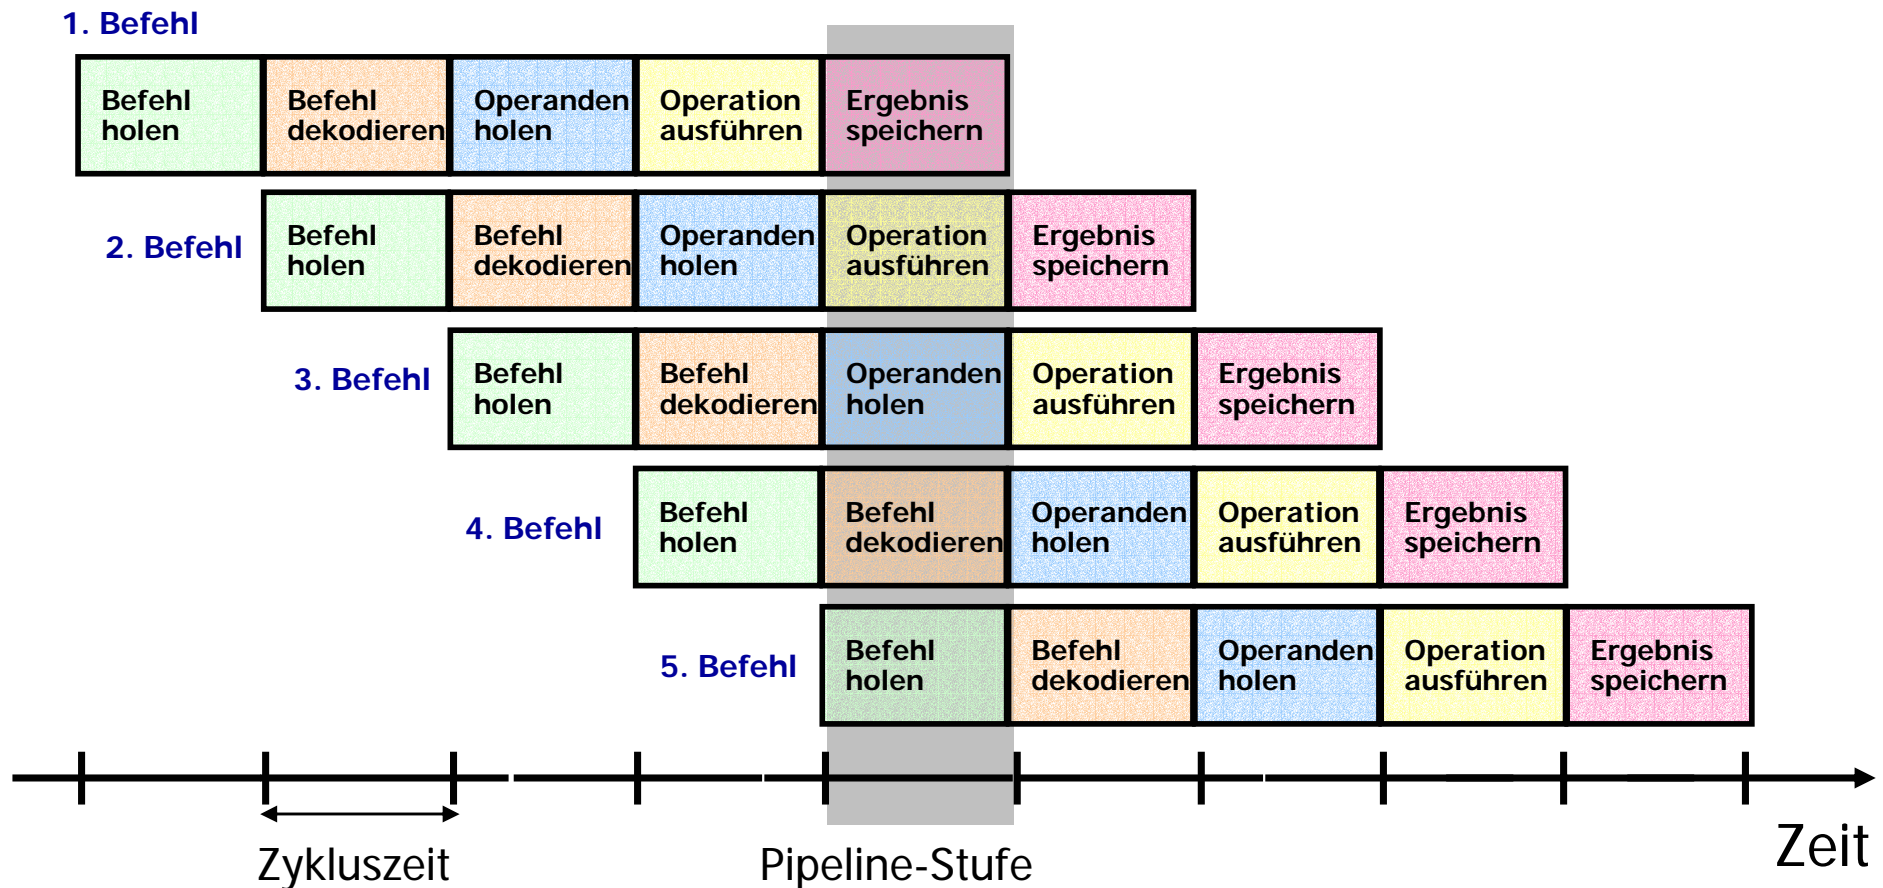 1. Befehl
Befehl
holen
Befehl
dekodieren
Operanden
holen
Operation
ausführen
Ergebnis
speichern
2. Befehl
Befehl
holen
Befehl
dekodieren
Operanden
holen
Operation
ausführen
Ergebnis
speichern
3. Befehl
Befehl
holen
Befehl
dekodieren
Operanden
holen
Operation
ausführen
Ergebnis
speichern
4. Befehl
Befehl
holen
Befehl
dekodieren
Operanden
holen
Operation
ausführen
Ergebnis
speichern
5. Befehl
Befehl
holen
Befehl
dekodieren
Operanden
holen
Operation
ausführen
Ergebnis
speichern
Zykluszeit
Pipeline-Stufe
Zeit